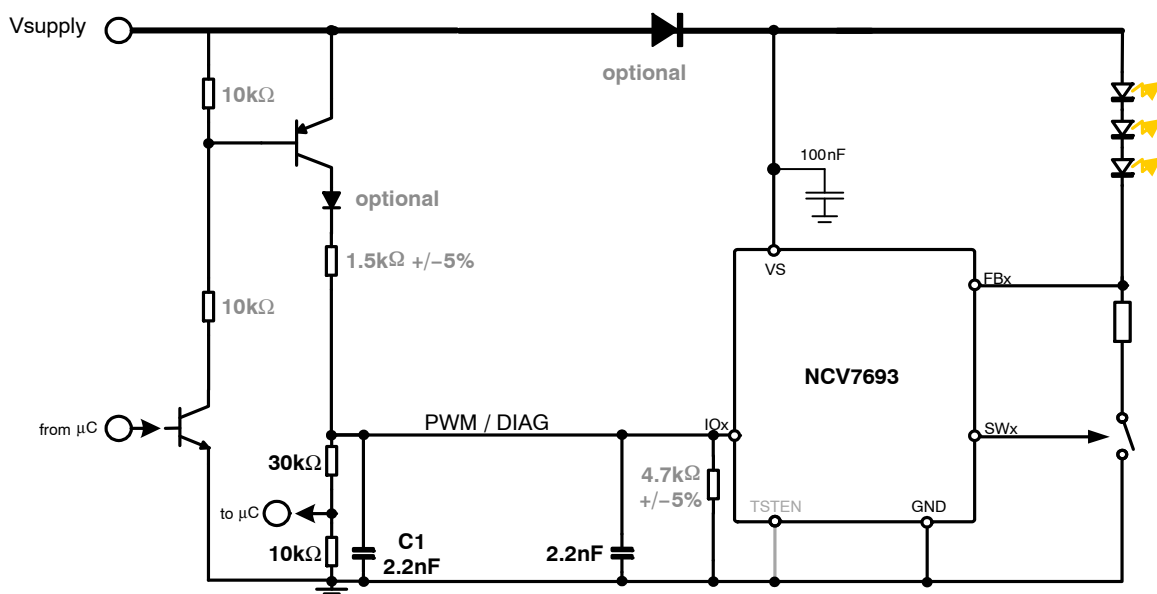 Vsupply
optional
10kΩ
100nF
optional
1.5kΩ +/−5%
VS
FBx
10kΩ
NCV7693
from µC
PWM / DIAG
IOx
SWx
30kΩ
4.7kΩ
+/−5%
to µC
TSTEN
GND
10kΩ
C1
2.2nF
2.2nF